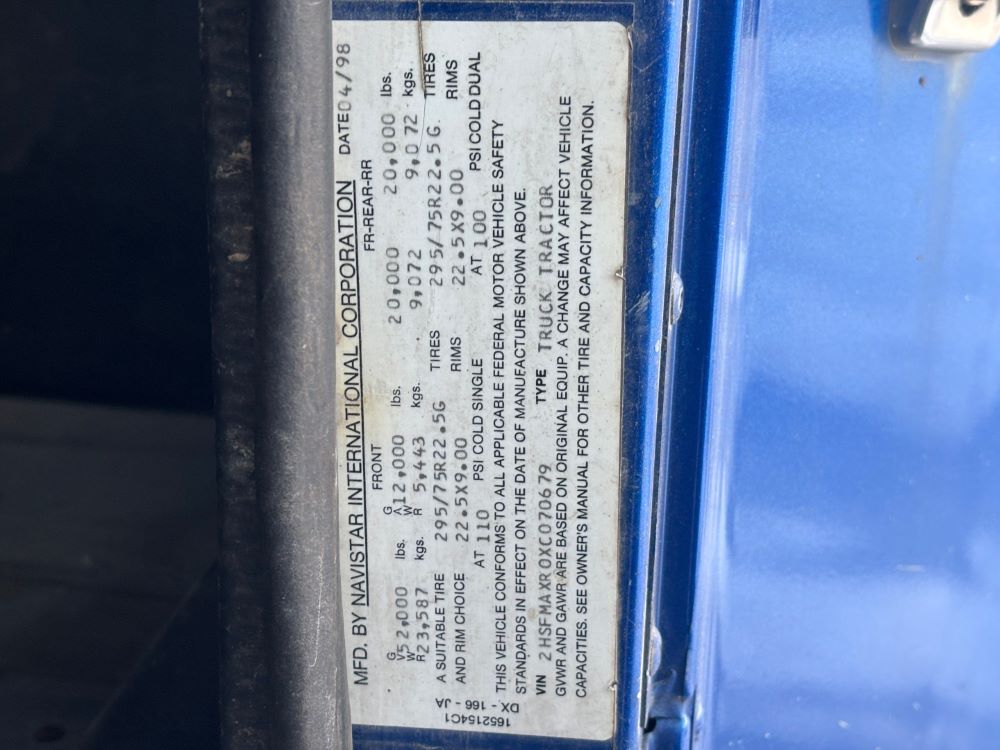 MFD. BY NAVISTAR INTERNATIONAL CORPORATION DATE 04/98
FRONT FR-REAR-RR
GVWR 52,000 lbs. GAWR 12,000 lbs. 20,000 20,000 lbs.
23,587 kgs. 5,443 kgs. 9,072 9,072 kgs.
A SUITABLE TIRE 295/75R22.5G TIRES 295/75R22.5G TIRES
AND RIM CHOICE 22.5X9.00 RIMS 22.5X9.00 RIMS
AT 110 PSI COLD SINGLE AT 100 PSI COLD DUAL
THIS VEHICLE CONFORMS TO ALL APPLICABLE FEDERAL MOTOR VEHICLE SAFETY
STANDARDS IN EFFECT ON THE DATE OF MANUFACTURE SHOWN ABOVE.
VIN 2HSFMAXR0XC070679 TYPE TRUCK TRACTOR
GVWR AND GAWR ARE BASED ON ORIGINAL EQUIP. A CHANGE MAY AFFECT VEHICLE
CAPACITIES. SEE OWNER'S MANUAL FOR OTHER TIRE AND CAPACITY INFORMATION.
1652154C1
DX - 166 - JA